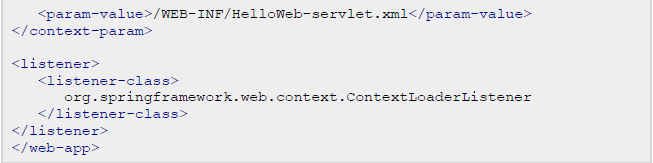 <param-value>/WEB-INF/HelloWeb-servlet.xml</param-value>
</context-param>
<listener>
<listener-class>
org.springframework.web.context.ContextLoaderListener
</listener-class>
</listener>
</web-app>